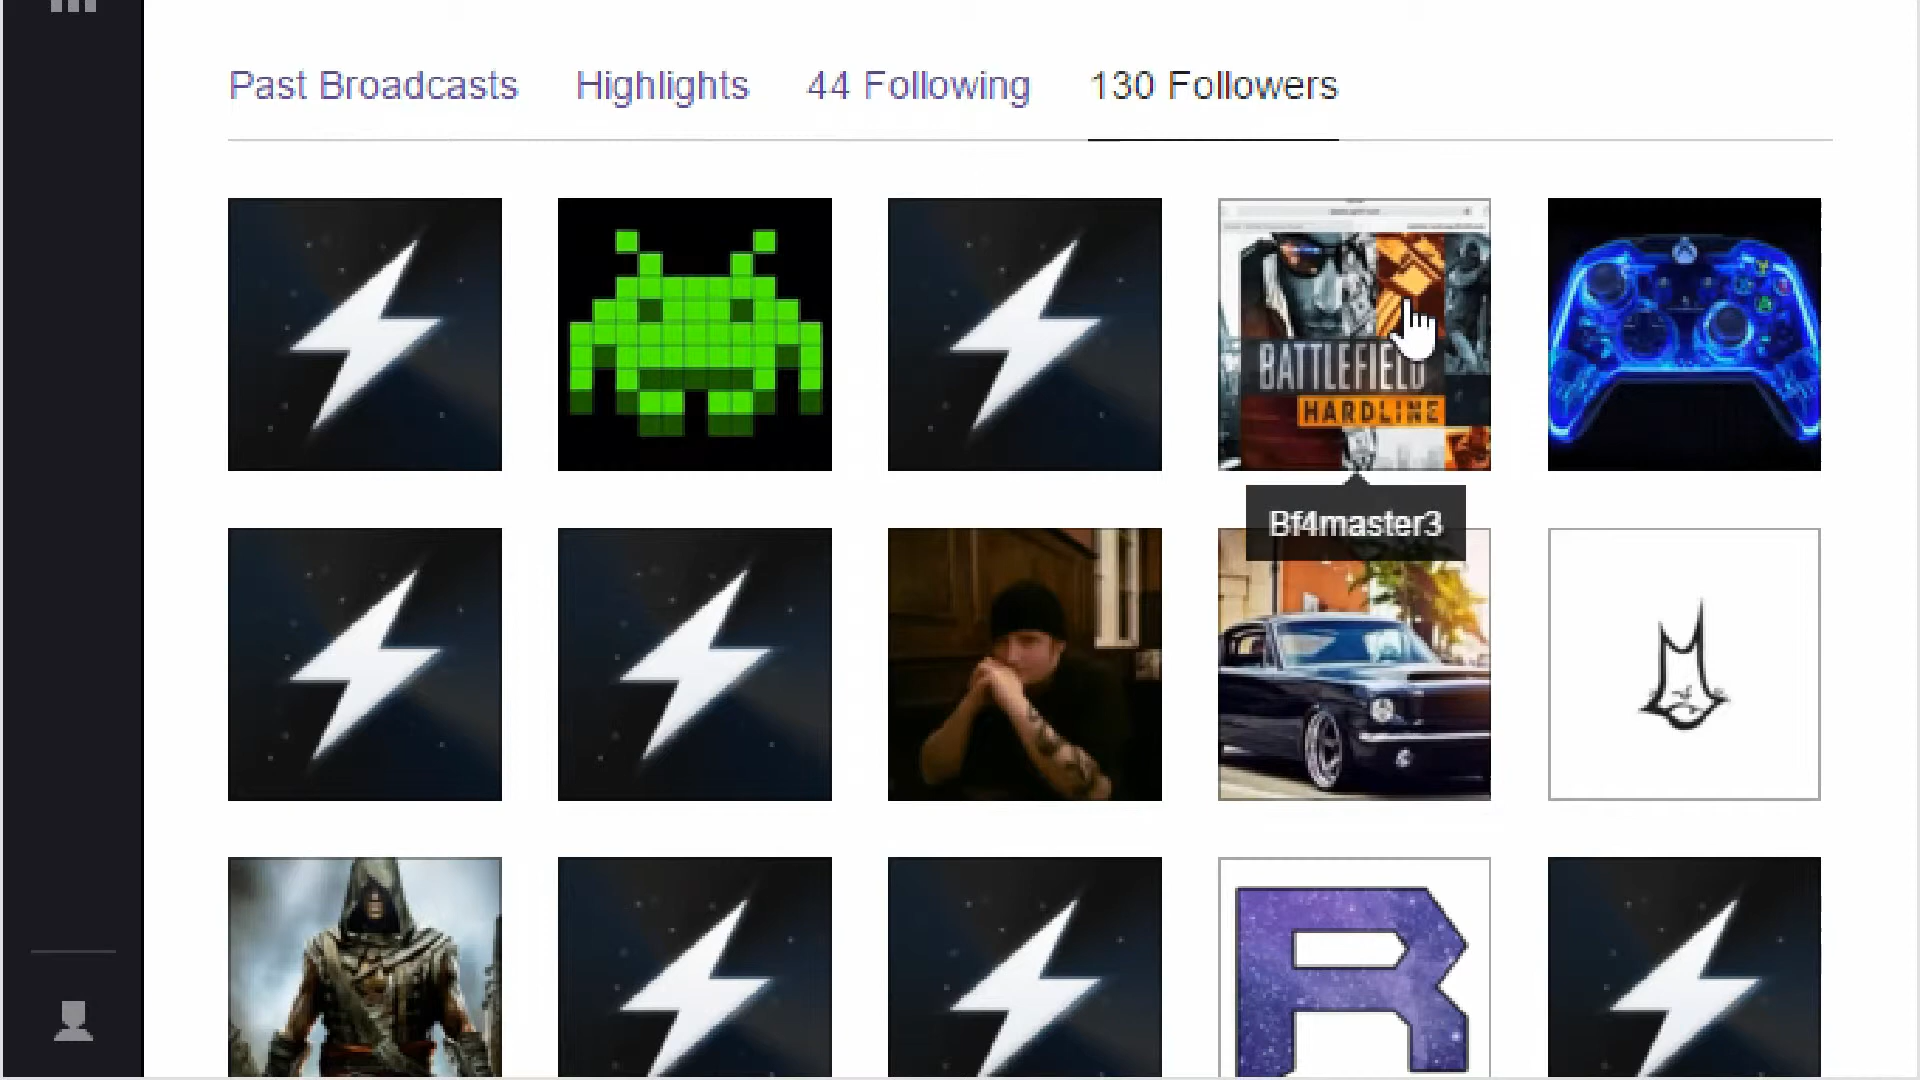 Past Broadcasts Highlights 44 Following 130 Followers
BATTLEFIELD
HARDLINE
Bf4master3
R